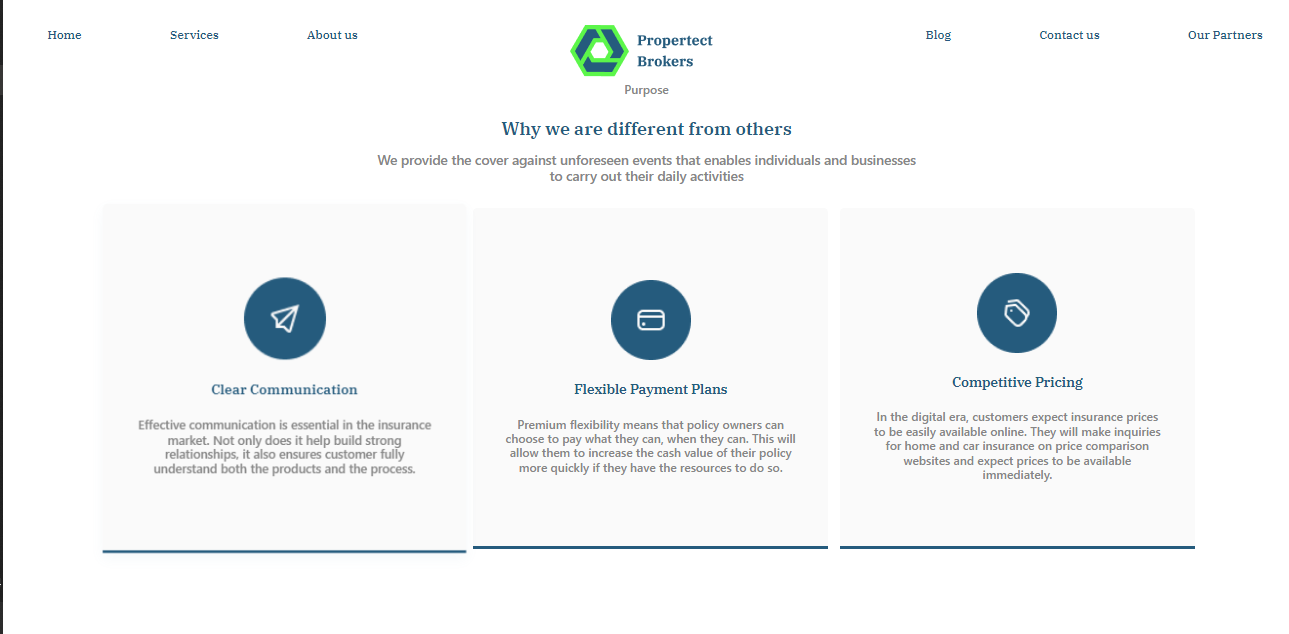 Home
Services
About us
Propertect
Brokers
Blog
Contact us
Our Partners
Purpose
Why we are different from others
We provide the cover against unforeseen events that enables individuals and businesses
to carry out their daily activities
Clear Communication
Effective communication is essential in the insurance
market. Not only does it help build strong
relationships, it also ensures customer fully
understand both the products and the process.
Flexible Payment Plans
Premium flexibility means that policy owners can
choose to pay what they can, when they can. This will
allow them to increase the cash value of their policy
more quickly if they have the resources to do so.
Competitive Pricing
In the digital era, customers expect insurance prices
to be easily available online. They will make inquiries
for home and car insurance on price comparison
websites and expect prices to be available
immediately.